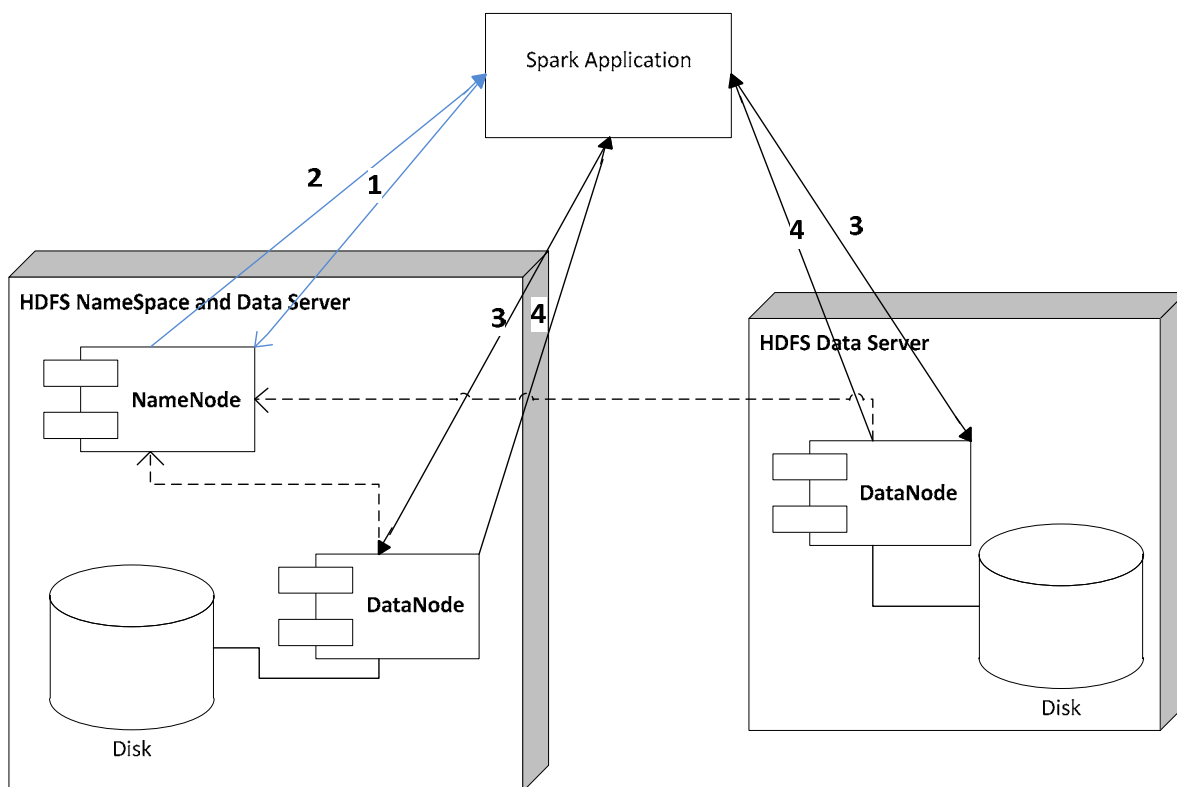 Spark Application
2
1
4
3
HDFS NameSpace and Data Server
3
4
HDFS Data Server
NameNode
DataNode
DataNode
Disk
Disk